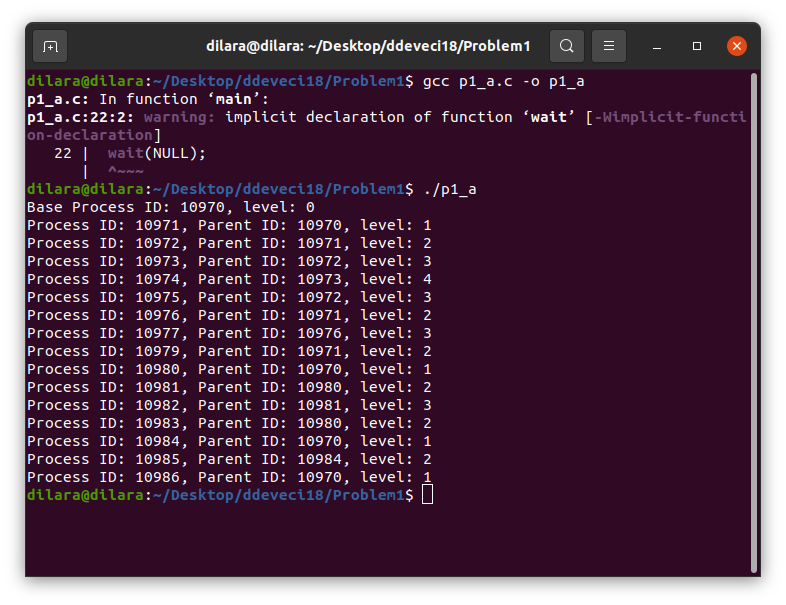 dilara@dilara: ~/Desktop/ddeveci18/Problem1
dilara@dilara:~/Desktop/ddeveci18/Problem1$ gcc p1_a.c -o p1_a
p1_a.c: In function ‘main’:
p1_a.c:22:2: warning: implicit declaration of function ‘wait’ [-Wimplicit-functi
on-declaration]
   22 |  wait(NULL);
      |  ^~~~
dilara@dilara:~/Desktop/ddeveci18/Problem1$ ./p1_a
Base Process ID: 10970, level: 0
Process ID: 10971, Parent ID: 10970, level: 1
Process ID: 10972, Parent ID: 10971, level: 2
Process ID: 10973, Parent ID: 10972, level: 3
Process ID: 10974, Parent ID: 10973, level: 4
Process ID: 10975, Parent ID: 10972, level: 3
Process ID: 10976, Parent ID: 10971, level: 2
Process ID: 10977, Parent ID: 10976, level: 3
Process ID: 10979, Parent ID: 10971, level: 2
Process ID: 10980, Parent ID: 10970, level: 1
Process ID: 10981, Parent ID: 10980, level: 2
Process ID: 10982, Parent ID: 10981, level: 3
Process ID: 10983, Parent ID: 10980, level: 2
Process ID: 10984, Parent ID: 10970, level: 1
Process ID: 10985, Parent ID: 10984, level: 2
Process ID: 10986, Parent ID: 10970, level: 1
dilara@dilara:~/Desktop/ddeveci18/Problem1$